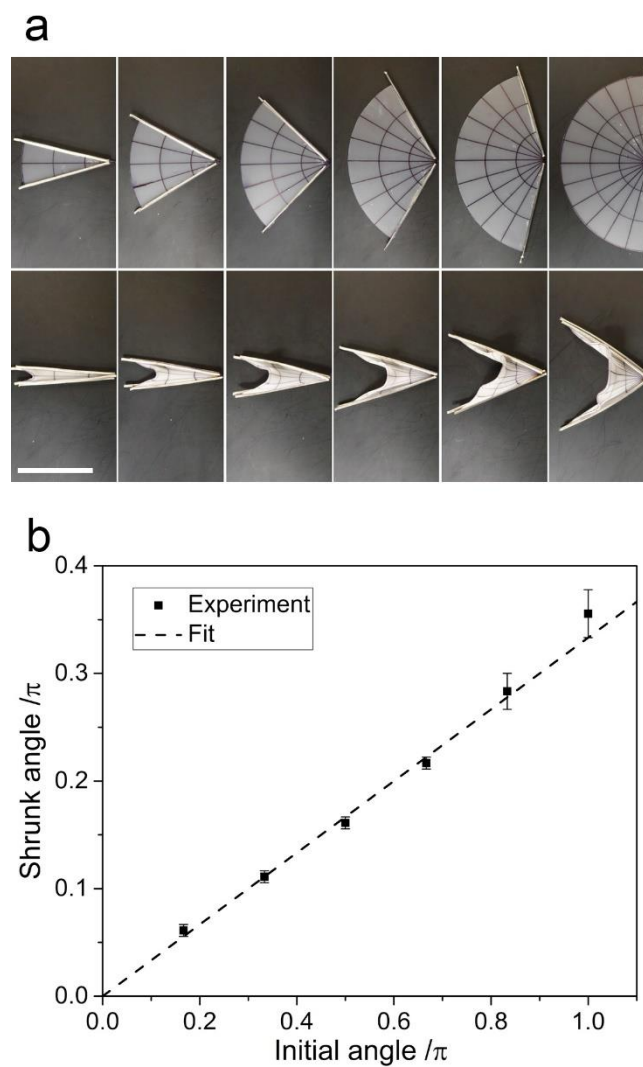 a
b
0.4
Experiment
Fit
0.3
0.2
0.1
0.0
Shrunk angle /π
0.0 0.2 0.4 0.6 0.8 1.0
Initial angle /π